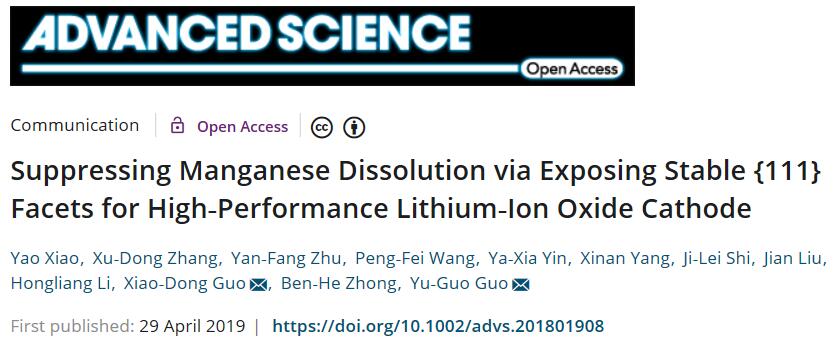 ADVANCED SCIENCE
Open Access
Communication Open Access cc
Suppressing Manganese Dissolution via Exposing Stable {111}
Facets for High-Performance Lithium-Ion Oxide Cathode
Yao Xiao, Xu-Dong Zhang, Yan-Fang Zhu, Peng-Fei Wang, Ya-Xia Yin, Xinan Yang, Ji-Lei Shi, Jian Liu,
Hongliang Li, Xiao-Dong Guo, Ben-He Zhong, Yu-Guo Guo
First published: 29 April 2019 | https://doi.org/10.1002/advs.201801908